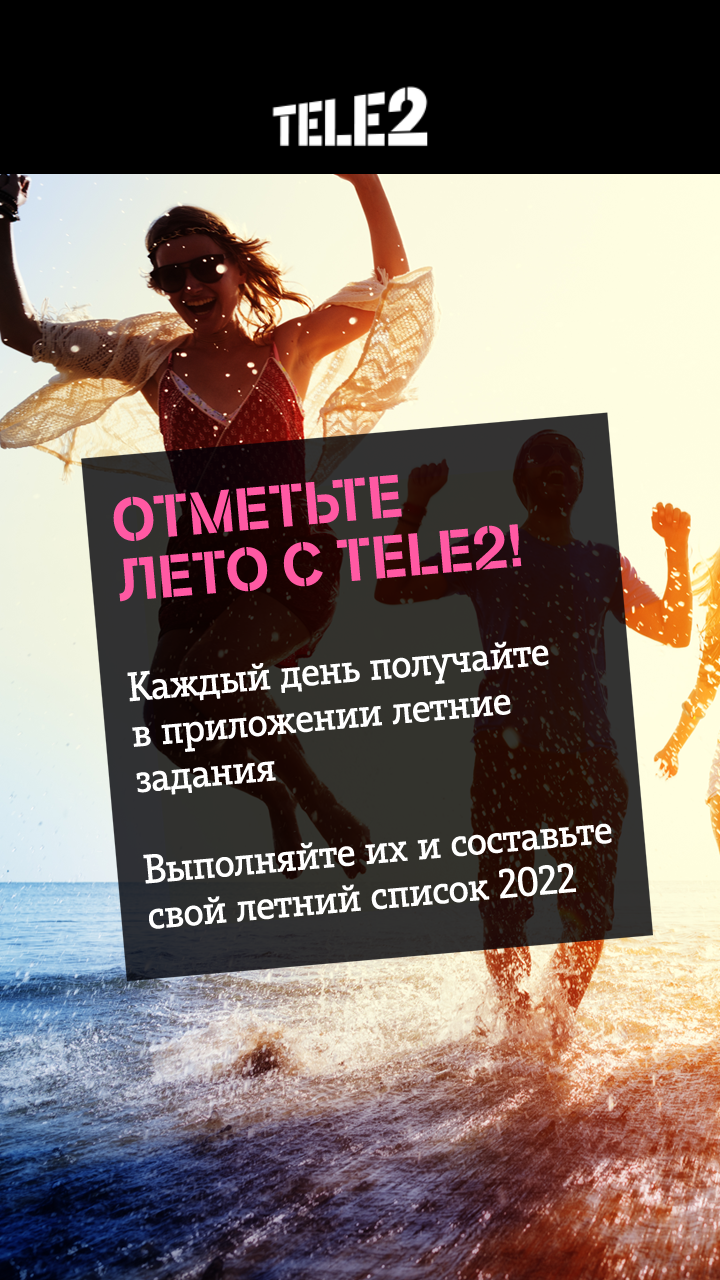 TELE2
ОТМЕТЬТЕ
ЛЕТО С TELE2!
Каждый день получайте
в приложении летние
задания
Выполняйте их и составьте
свой летний список 2022